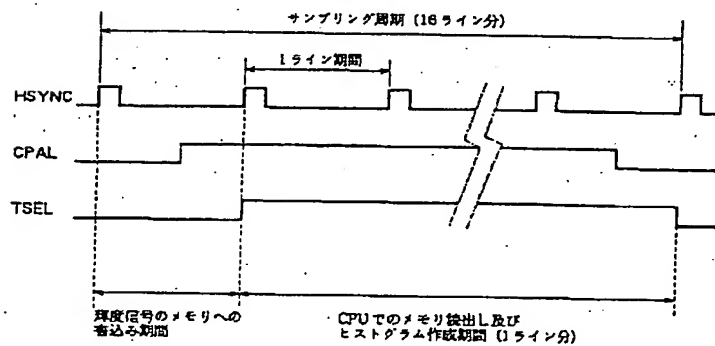 サンプリング周期 (16ライン分)
1ライン期間
HSYNC
CPAL
TSEL
輝度信号のメモリへの
書込み期間
CPUでのメモリ読出し及び
ヒストグラム作成期間 (1ライン分)